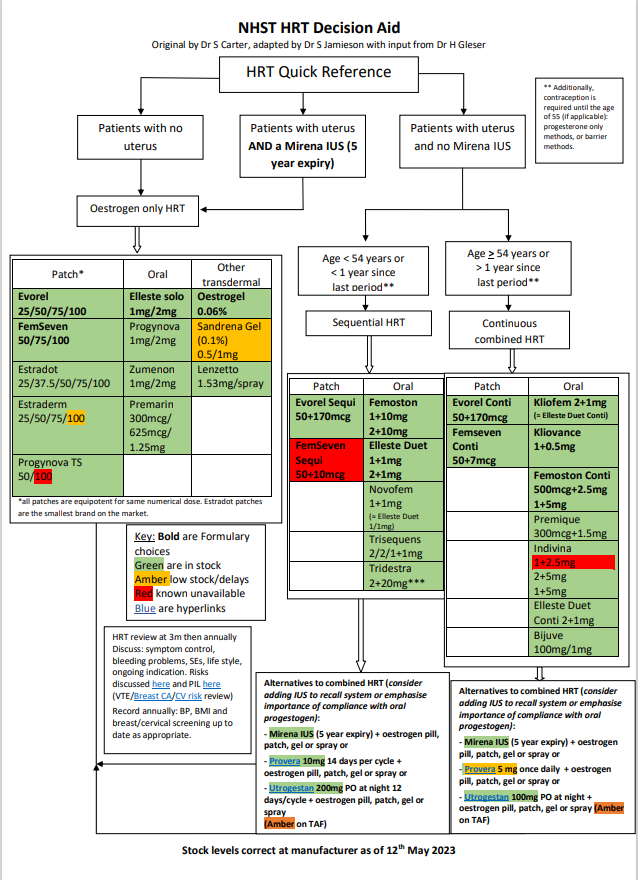 NHST HRT Decision Aid
Original by Dr S Carter, adapted by Dr S Jamieson with input from Dr H Gleser
HRT Quick Reference
** Additionally,
contraception is
required until the age
of 55 (if applicable):
progesterone only
methods, or barrier
methods.
Patients with no
uterus
Patients with uterus
AND a Mirena IUS (5
year expiry)
Patients with uterus
and no Mirena IUS
Oestrogen only HRT
Age < 54 years or
< 1 year since
last period**
Age ≥ 54 years or
> 1 year since
last period**
Sequential HRT
Continuous
combined HRT
Patch*
Oral
Other
transdermal
Evorel
25/50/75/100
Elleste solo
1mg/2mg
Oestrogel
0.06%
FemSeven
50/75/100
Progynova
1mg/2mg
Sandrena Gel
(0.1%)
0.5/1mg
Estradot
25/37.5/50/75/100
Zumenon
1mg/2mg
Lenzetto
1.53mg/spray
Estraderm
25/50/75/100
Premarin
300mcg/
625mcg/
1.25mg
Progynova TS
50/100
*all patches are equipotent for same numerical dose. Estradot patches
are the smallest brand on the market.
Patch
Oral
Evorel Sequi
50+170mcg
Femoston
1+10mg
2+10mg
FemSeven
Sequi
50+10mcg
Elleste Duet
1+1mg
2+1mg
Novofem
1+1mg
(≈ Elleste Duet
1/1mg)
Trisequens
2/2/1+1mg
Tridestra
2+20mg***
Patch
Oral
Evorel Conti
50+170mcg
Kliofem 2+1mg
(≈ Elleste Duet Conti)
Femseven
Conti
50+7mcg
Kliovance
1+0.5mg
Femoston Conti
500mcg+2.5mg
1+5mg
Premique
300mcg+1.5mg
Indivina
1+2.5mg
2+5mg
1+5mg
Elleste Duet
Conti 2+1mg
Bijuve
100mg/1mg
Key: Bold are Formulary
choices
Green are in stock
Amber low stock/delays
Red known unavailable
Blue are hyperlinks
HRT review at 3m then annually
Discuss: symptom control,
bleeding problems, SEs, life style,
ongoing indication. Risks
discussed here and PIL here
(VTE/Breast CA/CV risk review)
Record annually: BP, BMI and
breast/cervical screening up to
date as appropriate.
Alternatives to combined HRT (consider
adding IUS to recall system or emphasise
importance of compliance with oral
progestogen):
- Mirena IUS (5 year expiry) + oestrogen pill,
patch, gel or spray or
- Provera 10mg 14 days per cycle +
oestrogen pill, patch, gel or spray or
- Utrogestan 200mg PO at night 12
days/cycle + oestrogen pill, patch, gel or
spray
(Amber on TAF)
Alternatives to combined HRT (consider
adding IUS to recall system or emphasise
importance of compliance with oral
progestogen):
- Mirena IUS (5 year expiry) + oestrogen
pill, patch, gel or spray or
- Provera 5 mg once daily + oestrogen
pill, patch, gel or spray or
- Utrogestan 100mg PO at night +
oestrogen pill, patch, gel or spray (Amber
on TAF)
Stock levels correct at manufacturer as of 12th May 2023